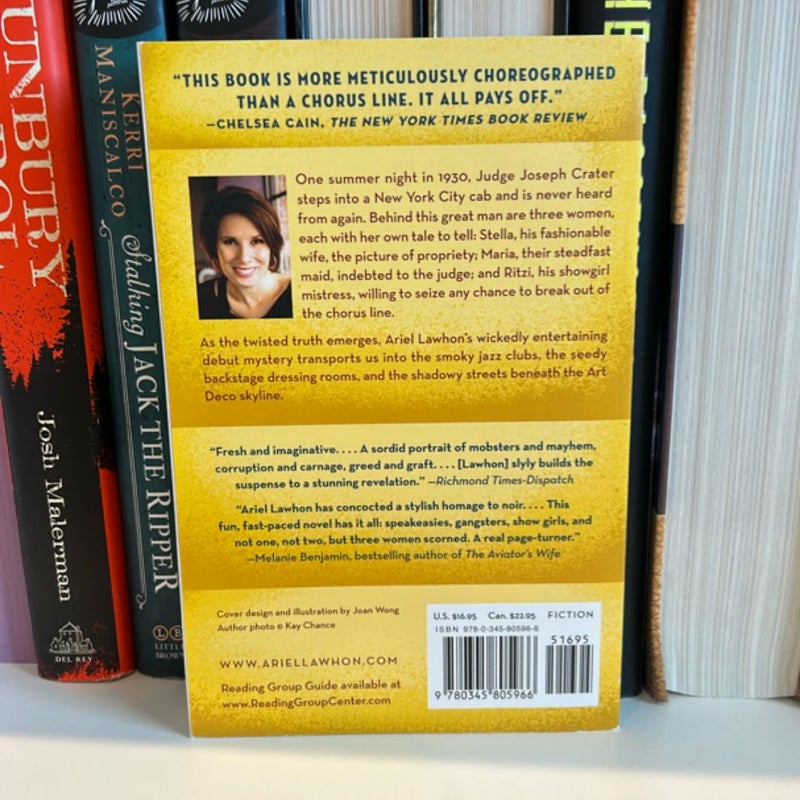 UNBURY
Josh Malerman
DEL REY
KERRI
MANISCALCO
Stalking JACK THE RIPPER
LITTLE
BROWN
“THIS BOOK IS MORE METICULOUSLY CHOREOGRAPHED
THAN A CHORUS LINE. IT ALL PAYS OFF.”
—CHELSEA CAIN, THE NEW YORK TIMES BOOK REVIEW
One summer night in 1930, Judge Joseph Crater
steps into a New York City cab and is never heard
from again. Behind this great man are three women,
each with her own tale to tell: Stella, his fashionable
wife, the picture of propriety; Maria, their steadfast
maid, indebted to the judge; and Ritzi, his showgirl
mistress, willing to seize any chance to break out of
the chorus line.
As the twisted truth emerges, Ariel Lawhon’s wickedly entertaining
debut mystery transports us into the smoky jazz clubs, the seedy
backstage dressing rooms, and the shadowy streets beneath the Art
Deco skyline.
“Fresh and imaginative. . . . A sordid portrait of mobsters and mayhem,
corruption and carnage, greed and graft. . . . [Lawhon] slyly builds the
suspense to a stunning revelation.” —Richmond Times-Dispatch
“Ariel Lawhon has concocted a stylish homage to noir. . . . This
fun, fast-paced novel has it all: speakeasies, gangsters, show girls, and
not one, not two, but three women scorned. A real page-turner.”
—Melanie Benjamin, bestselling author of The Aviator’s Wife
Cover design and illustration by Joan Wong
Author photo © Kay Chance
WWW.ARIELLAWHON.COM
Reading Group Guide available at
www.ReadingGroupCenter.com
U.S. $16.95 Can. $22.95 FICTION
ISBN 978-0-345-80596-6
51695
9 780345 805966